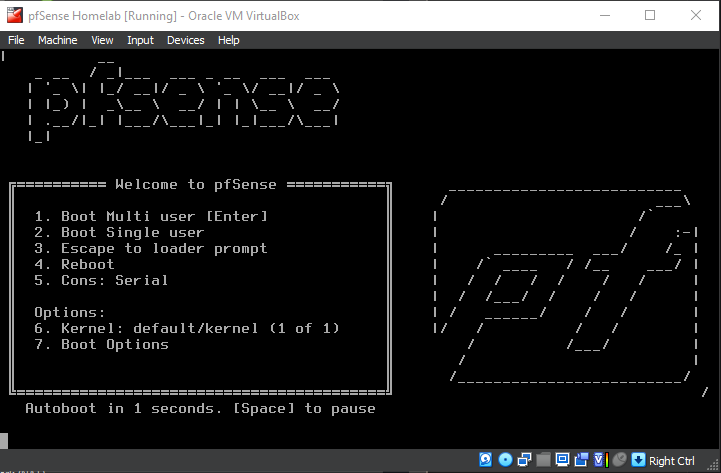 pfSense Homelab [Running] - Oracle VM VirtualBox
File Machine View Input Devices Help
pfsense
Welcome to pfSense
1. Boot Multi user [Enter]
2. Boot Single user
3. Escape to loader prompt
4. Reboot
5. Cons: Serial
Options:
6. Kernel: default/kernel (1 of 1)
7. Boot Options
Autoboot in 1 seconds. [Space] to pause
pf
Right Ctrl